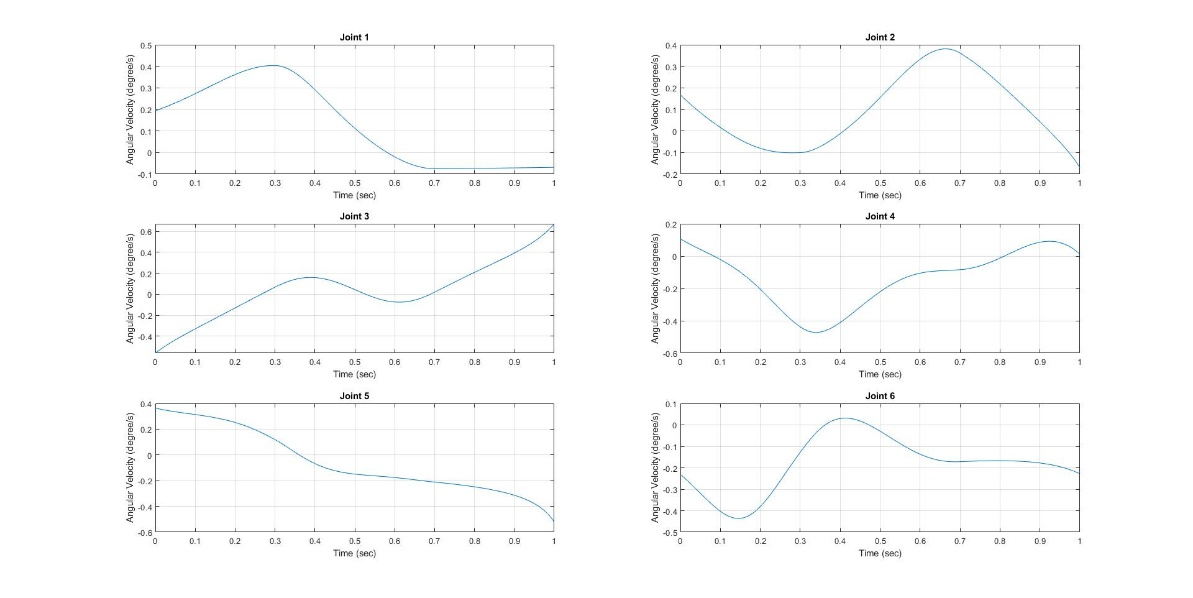 Joint 1
Angular Velocity (degree/s)
0.5
0.4
0.3
0.2
0.1
0
-0.1
0 0.1 0.2 0.3 0.4 0.5 0.6 0.7 0.8 0.9 1
Time (sec)
Joint 2
Angular Velocity (degree/s)
0.4
0.3
0.2
0.1
0
-0.1
-0.2
0 0.1 0.2 0.3 0.4 0.5 0.6 0.7 0.8 0.9 1
Time (sec)
Joint 3
Angular Velocity (degree/s)
0.6
0.4
0.2
0
-0.2
-0.4
0 0.1 0.2 0.3 0.4 0.5 0.6 0.7 0.8 0.9 1
Time (sec)
Joint 4
Angular Velocity (degree/s)
0.2
0
-0.2
-0.4
-0.6
0 0.1 0.2 0.3 0.4 0.5 0.6 0.7 0.8 0.9 1
Time (sec)
Joint 5
Angular Velocity (degree/s)
0.4
0.2
0
-0.2
-0.4
-0.6
0 0.1 0.2 0.3 0.4 0.5 0.6 0.7 0.8 0.9 1
Time (sec)
Joint 6
Angular Velocity (degree/s)
0.1
0
-0.1
-0.2
-0.3
-0.4
-0.5
0 0.1 0.2 0.3 0.4 0.5 0.6 0.7 0.8 0.9 1
Time (sec)